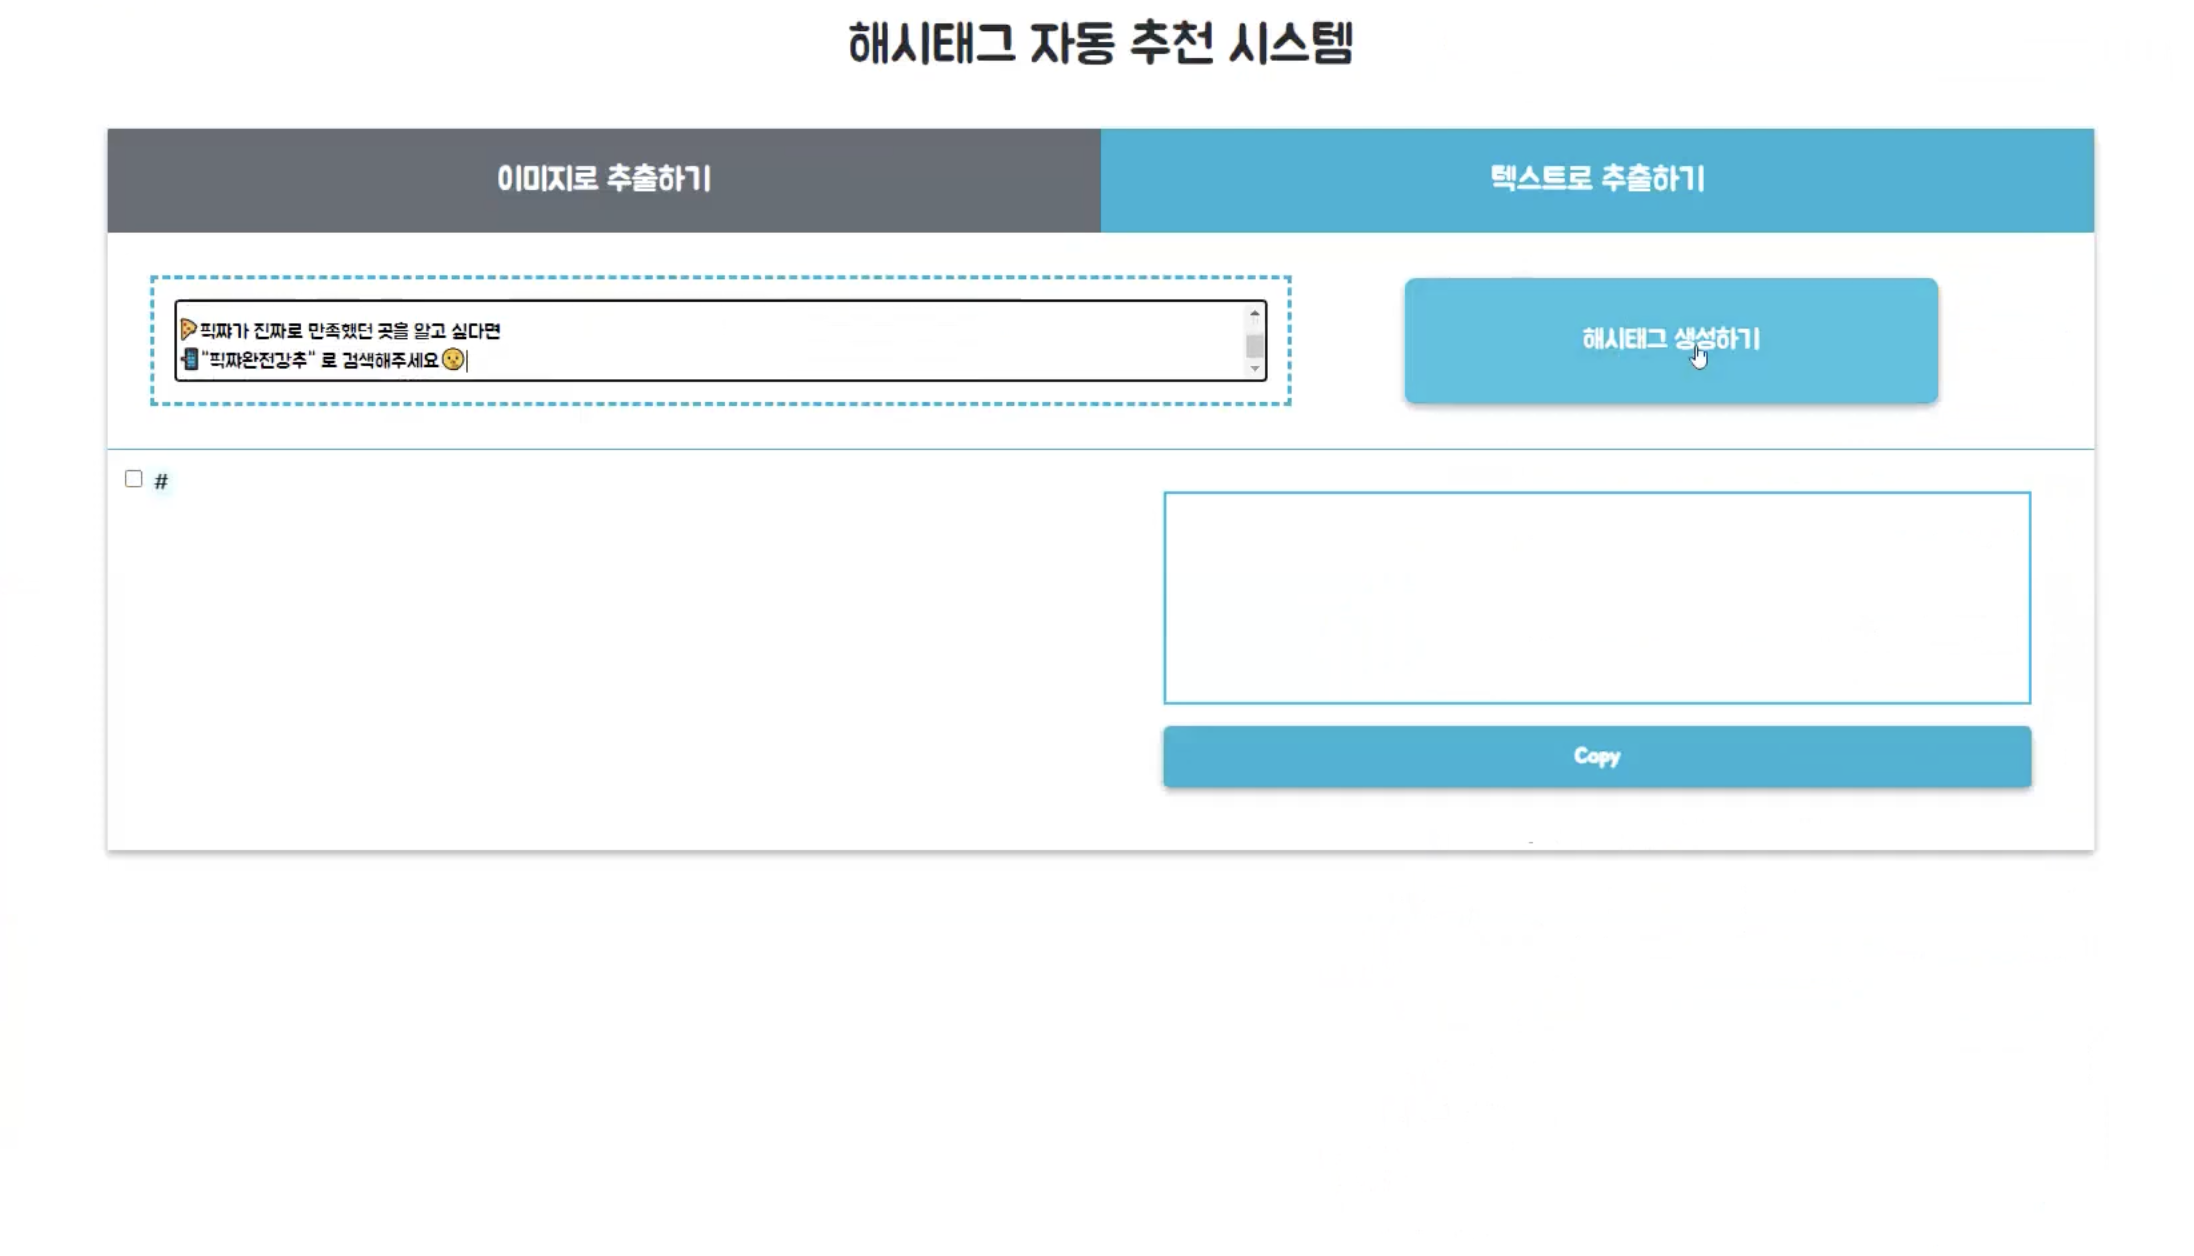 해시태그 자동 추천 시스템
이미지로 추출하기
텍스트로 추출하기
🍕픽쨔가 진짜로 만족했던 곳을 알고 싶다면
📲"픽쨔완전강추" 로 검색해주세요🤫
해시태그 생성하기
#
Copy